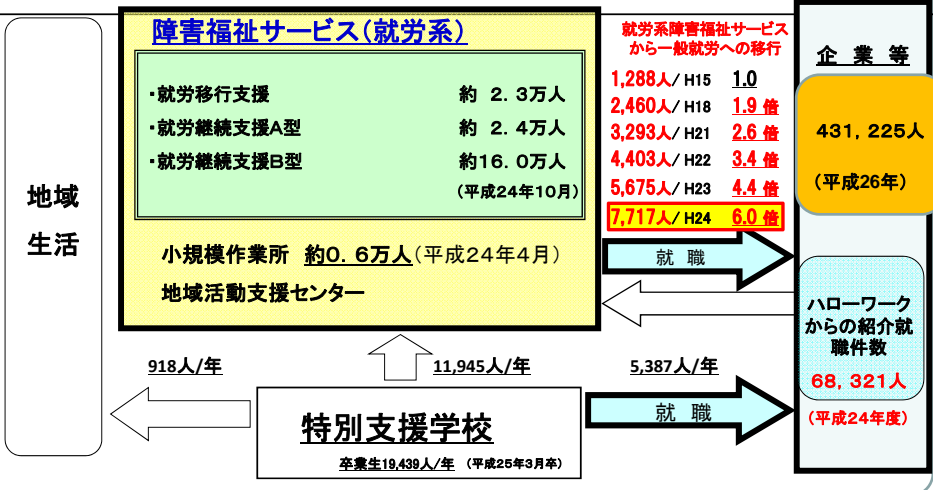 障害福祉サービス（就労系）
・就労移行支援　約　２．３万人
・就労継続支援Ａ型　約　２．４万人
・就労継続支援Ｂ型　約１６．０万人
（平成２４年１０月）
小規模作業所　約０．６万人（平成２４年４月）
地域活動支援センター
就労系障害福祉サービス
から一般就労への移行
1,288人／ H15　1.0
2,460人／ H18　1.9 倍
3,293人／ H21　2.6 倍
4,403人／ H22　3.4 倍
5,675人／ H23　4.4 倍
7,717人／ H24　6.0 倍
就　職
企　業　等
431，225人
（平成26年）
ハローワーク
からの紹介就
職件数
68，321人
（平成24年度）
地域
生活
918人/年
11,945人/年
5,387人/年
就　職
特別支援学校
卒業生19,439人/年　（平成25年3月卒）